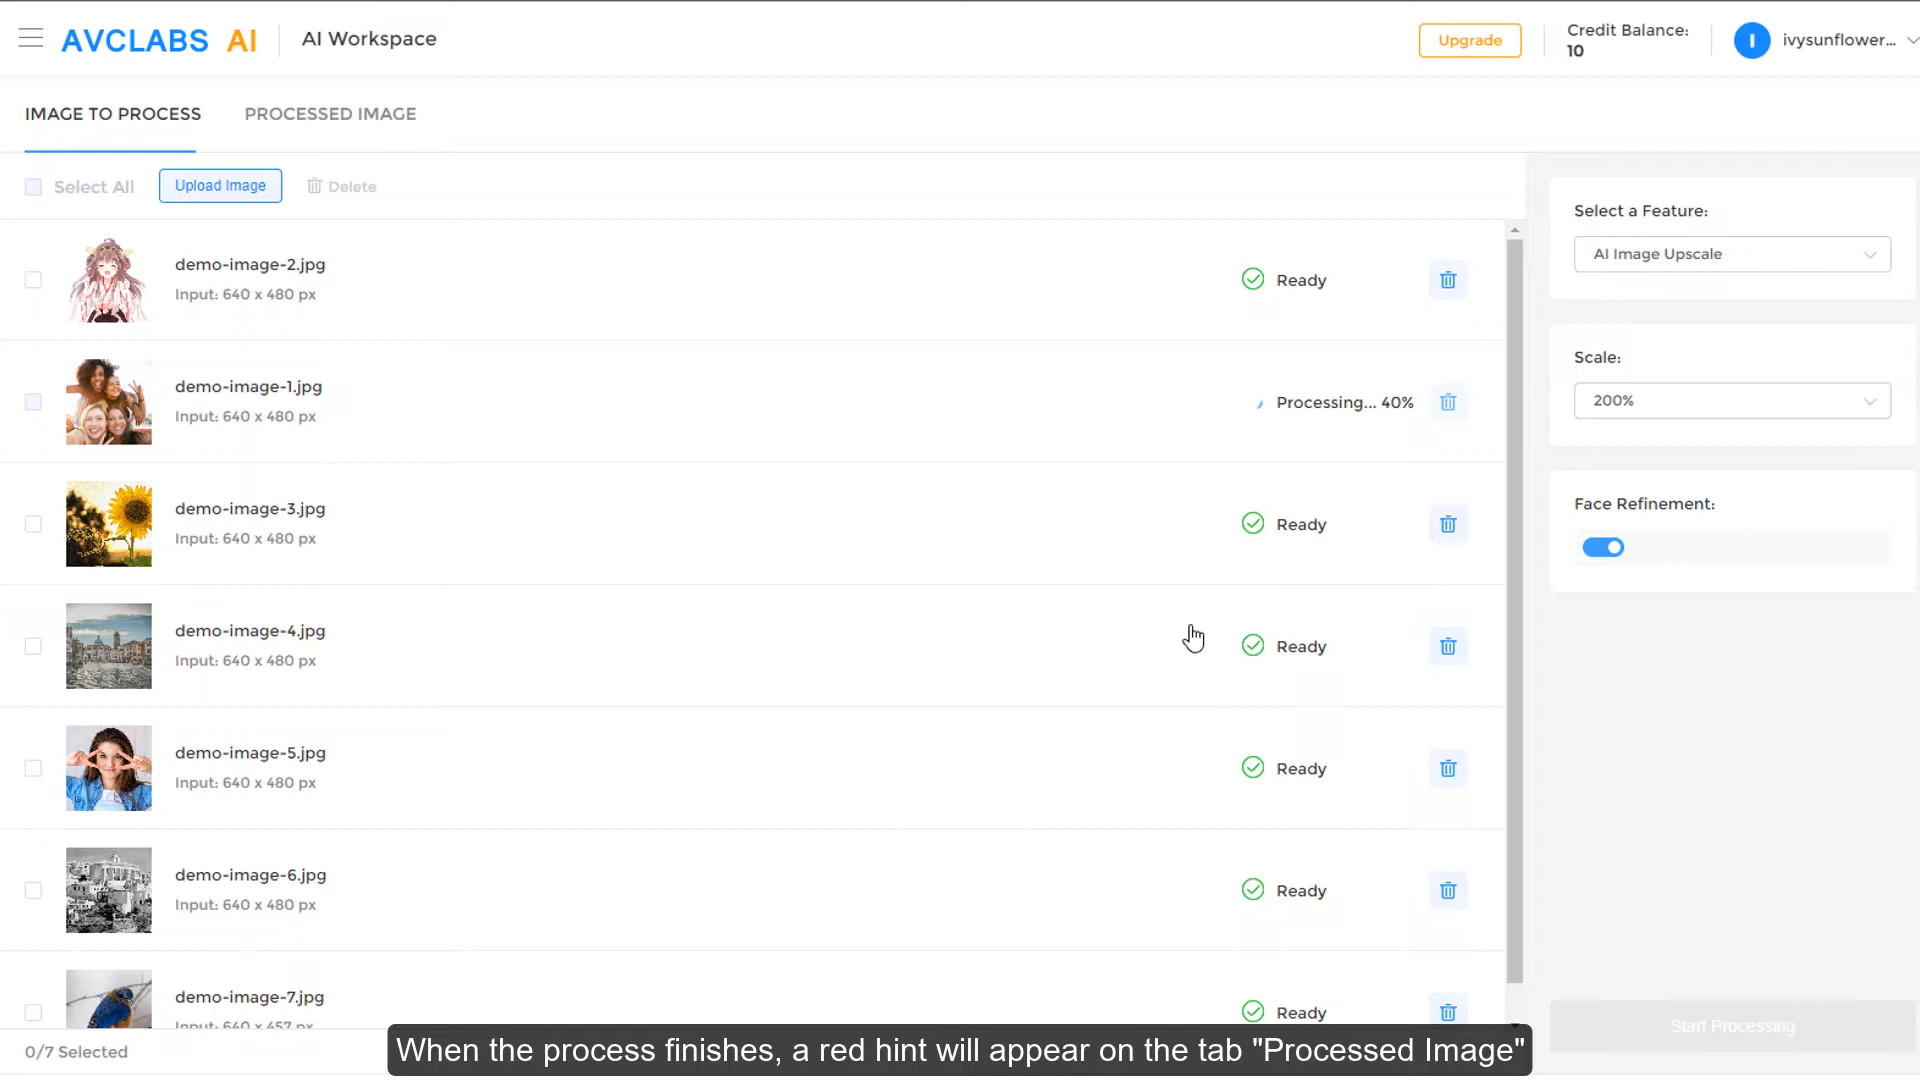 AVCLABS AI
AI Workspace
Upgrade
Credit Balance:
10
I
ivysunflower...
IMAGE TO PROCESS
PROCESSED IMAGE
Select All
Upload Image
Delete
demo-image-2.jpg
Input: 640 x 480 px
Ready
demo-image-1.jpg
Input: 640 x 480 px
Processing... 40%
demo-image-3.jpg
Input: 640 x 480 px
Ready
demo-image-4.jpg
Input: 640 x 480 px
Ready
demo-image-5.jpg
Input: 640 x 480 px
Ready
demo-image-6.jpg
Input: 640 x 480 px
Ready
demo-image-7.jpg
Input: 640 x 457 px
Ready
0/7 Selected
Select a Feature:
AI Image Upscale
Scale:
200%
Face Refinement:
Start Processing
When the process finishes, a red hint will appear on the tab "Processed Image"